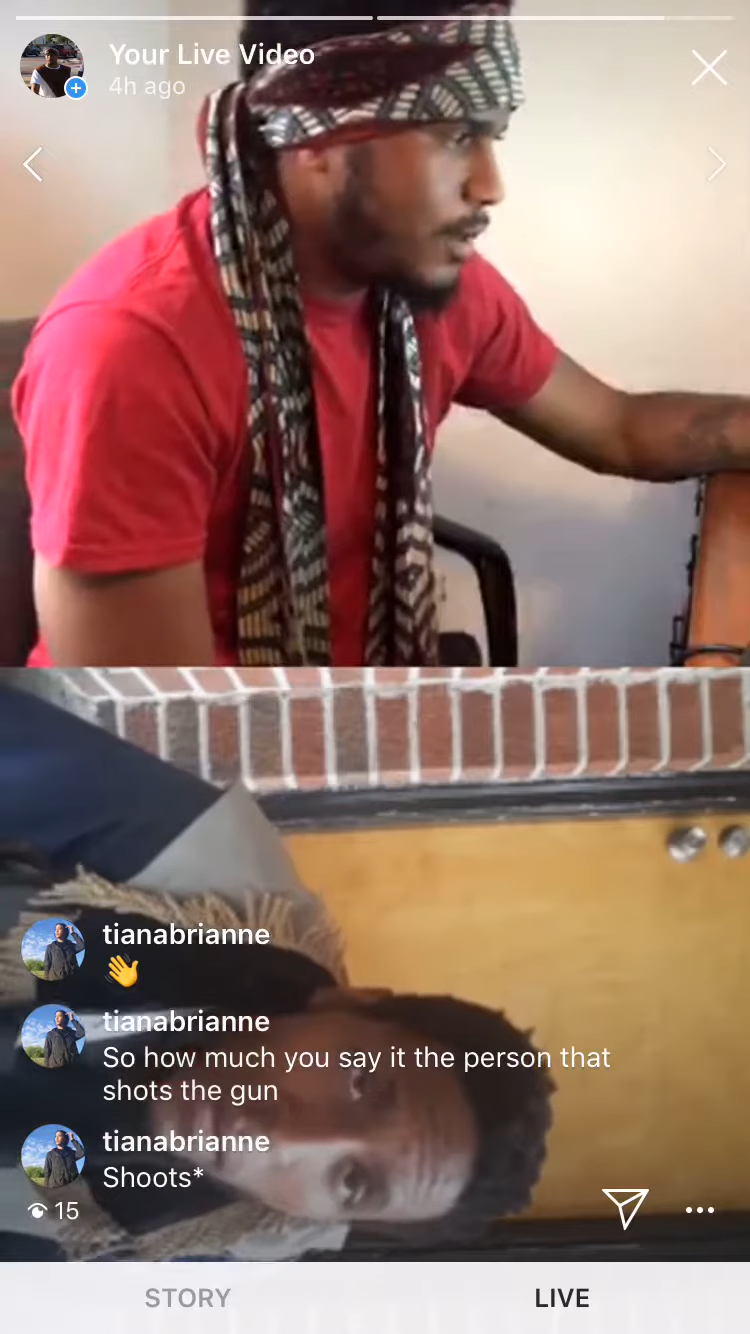 Your Live Video
4h ago
tianabrianne
👋
tianabrianne
So how much you say it the person that
shots the gun
tianabrianne
Shoots*
15
STORY
LIVE